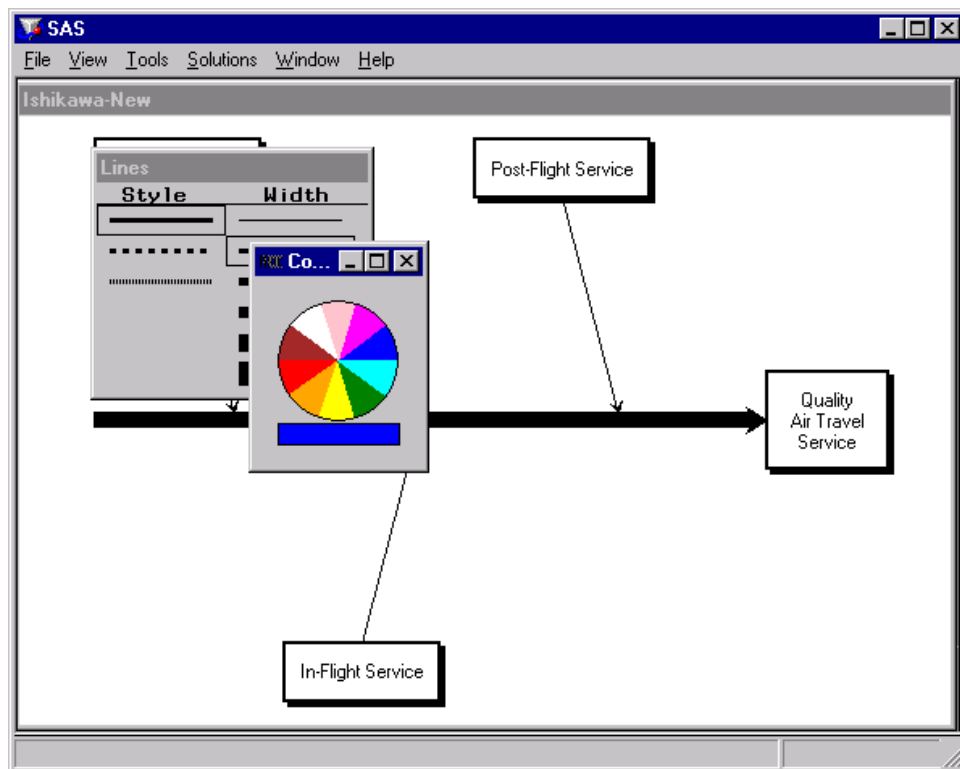 SAS
File View Tools Solutions Window Help
Ishikawa-New
Post-Flight Service
Lines
Style Width
Co...
Quality
Air Travel
Service
In-Flight Service